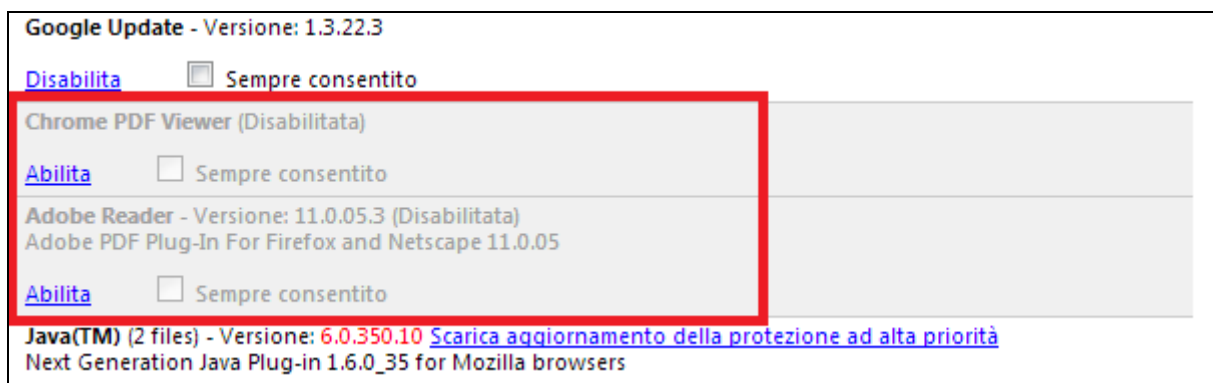 Google Update - Versione: 1.3.22.3
Disabilita Sempre consentito
Chrome PDF Viewer (Disabilitata)
Abilita Sempre consentito
Adobe Reader - Versione: 11.0.05.3 (Disabilitata)
Adobe PDF Plug-In For Firefox and Netscape 11.0.05
Abilita Sempre consentito
Java(TM) (2 files) - Versione: 6.0.350.10 Scarica aggiornamento della protezione ad alta priorità
Next Generation Java Plug-in 1.6.0_35 for Mozilla browsers